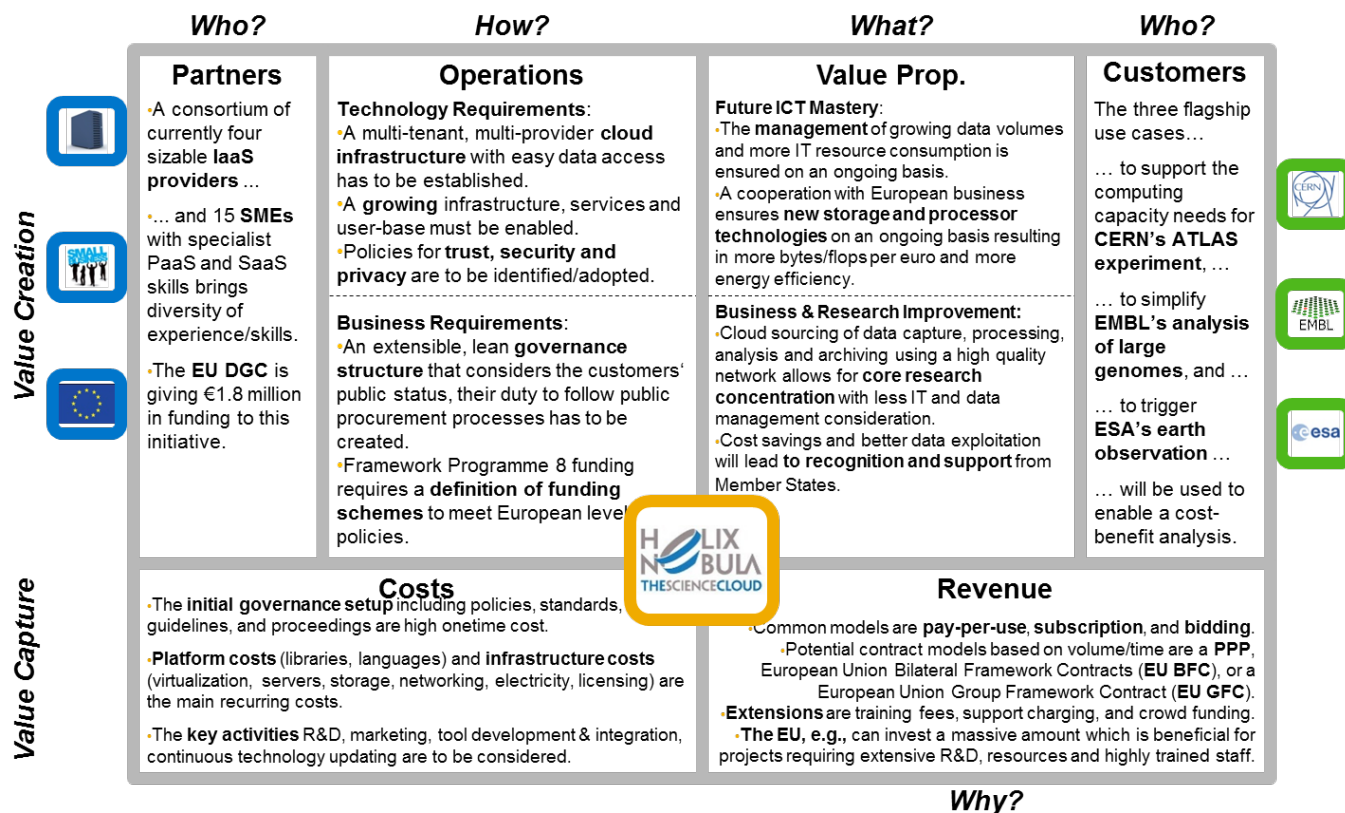 Who?
How?
What?
Who?
Value Creation
Partners
•A consortium of
currently four
sizable IaaS
providers ...
•... and 15 SMEs
with specialist
PaaS and SaaS
skills brings
diversity of
experience/skills.
•The EU DGC is
giving €1.8 million
in funding to this
initiative.
SMALL
Operations
Technology Requirements:
•A multi-tenant, multi-provider cloud
infrastructure with easy data access
has to be established.
•A growing infrastructure, services and
user-base must be enabled.
•Policies for trust, security and
privacy are to be identified/adopted.
Business Requirements:
•An extensible, lean governance
structure that considers the customers‘
public status, their duty to follow public
procurement processes has to be
created.
•Framework Programme 8 funding
requires a definition of funding
schemes to meet European level
policies.
Value Prop.
Future ICT Mastery:
•The management of growing data volumes
and more IT resource consumption is
ensured on an ongoing basis.
•A cooperation with European business
ensures new storage and processor
technologies on an ongoing basis resulting
in more bytes/flops per euro and more
energy efficiency.
Business & Research Improvement:
•Cloud sourcing of data capture, processing,
analysis and archiving using a high quality
network allows for core research
concentration with less IT and data
management consideration.
•Cost savings and better data exploitation
will lead to recognition and support from
Member States.
Customers
The three flagship
use cases…
… to support the
computing
capacity needs for
CERN’s ATLAS
experiment, …
… to simplify
EMBL’s analysis
of large
genomes, and …
… to trigger
ESA’s earth
observation …
… will be used to
enable a cost-
benefit analysis.
CERN
EMBL
esa
HELIX
NEBULA
THESCIENCECLOUD
Value Capture
Costs
•The initial governance setup including policies, standards,
guidelines, and proceedings are high onetime cost.
•Platform costs (libraries, languages) and infrastructure costs
(virtualization, servers, storage, networking, electricity, licensing) are
the main recurring costs.
•The key activities R&D, marketing, tool development & integration,
continuous technology updating are to be considered.
Revenue
•Common models are pay-per-use, subscription, and bidding.
•Potential contract models based on volume/time are a PPP,
European Union Bilateral Framework Contracts (EU BFC), or a
European Union Group Framework Contract (EU GFC).
•Extensions are training fees, support charging, and crowd funding.
•The EU, e.g., can invest a massive amount which is beneficial for
projects requiring extensive R&D, resources and highly trained staff.
Why?